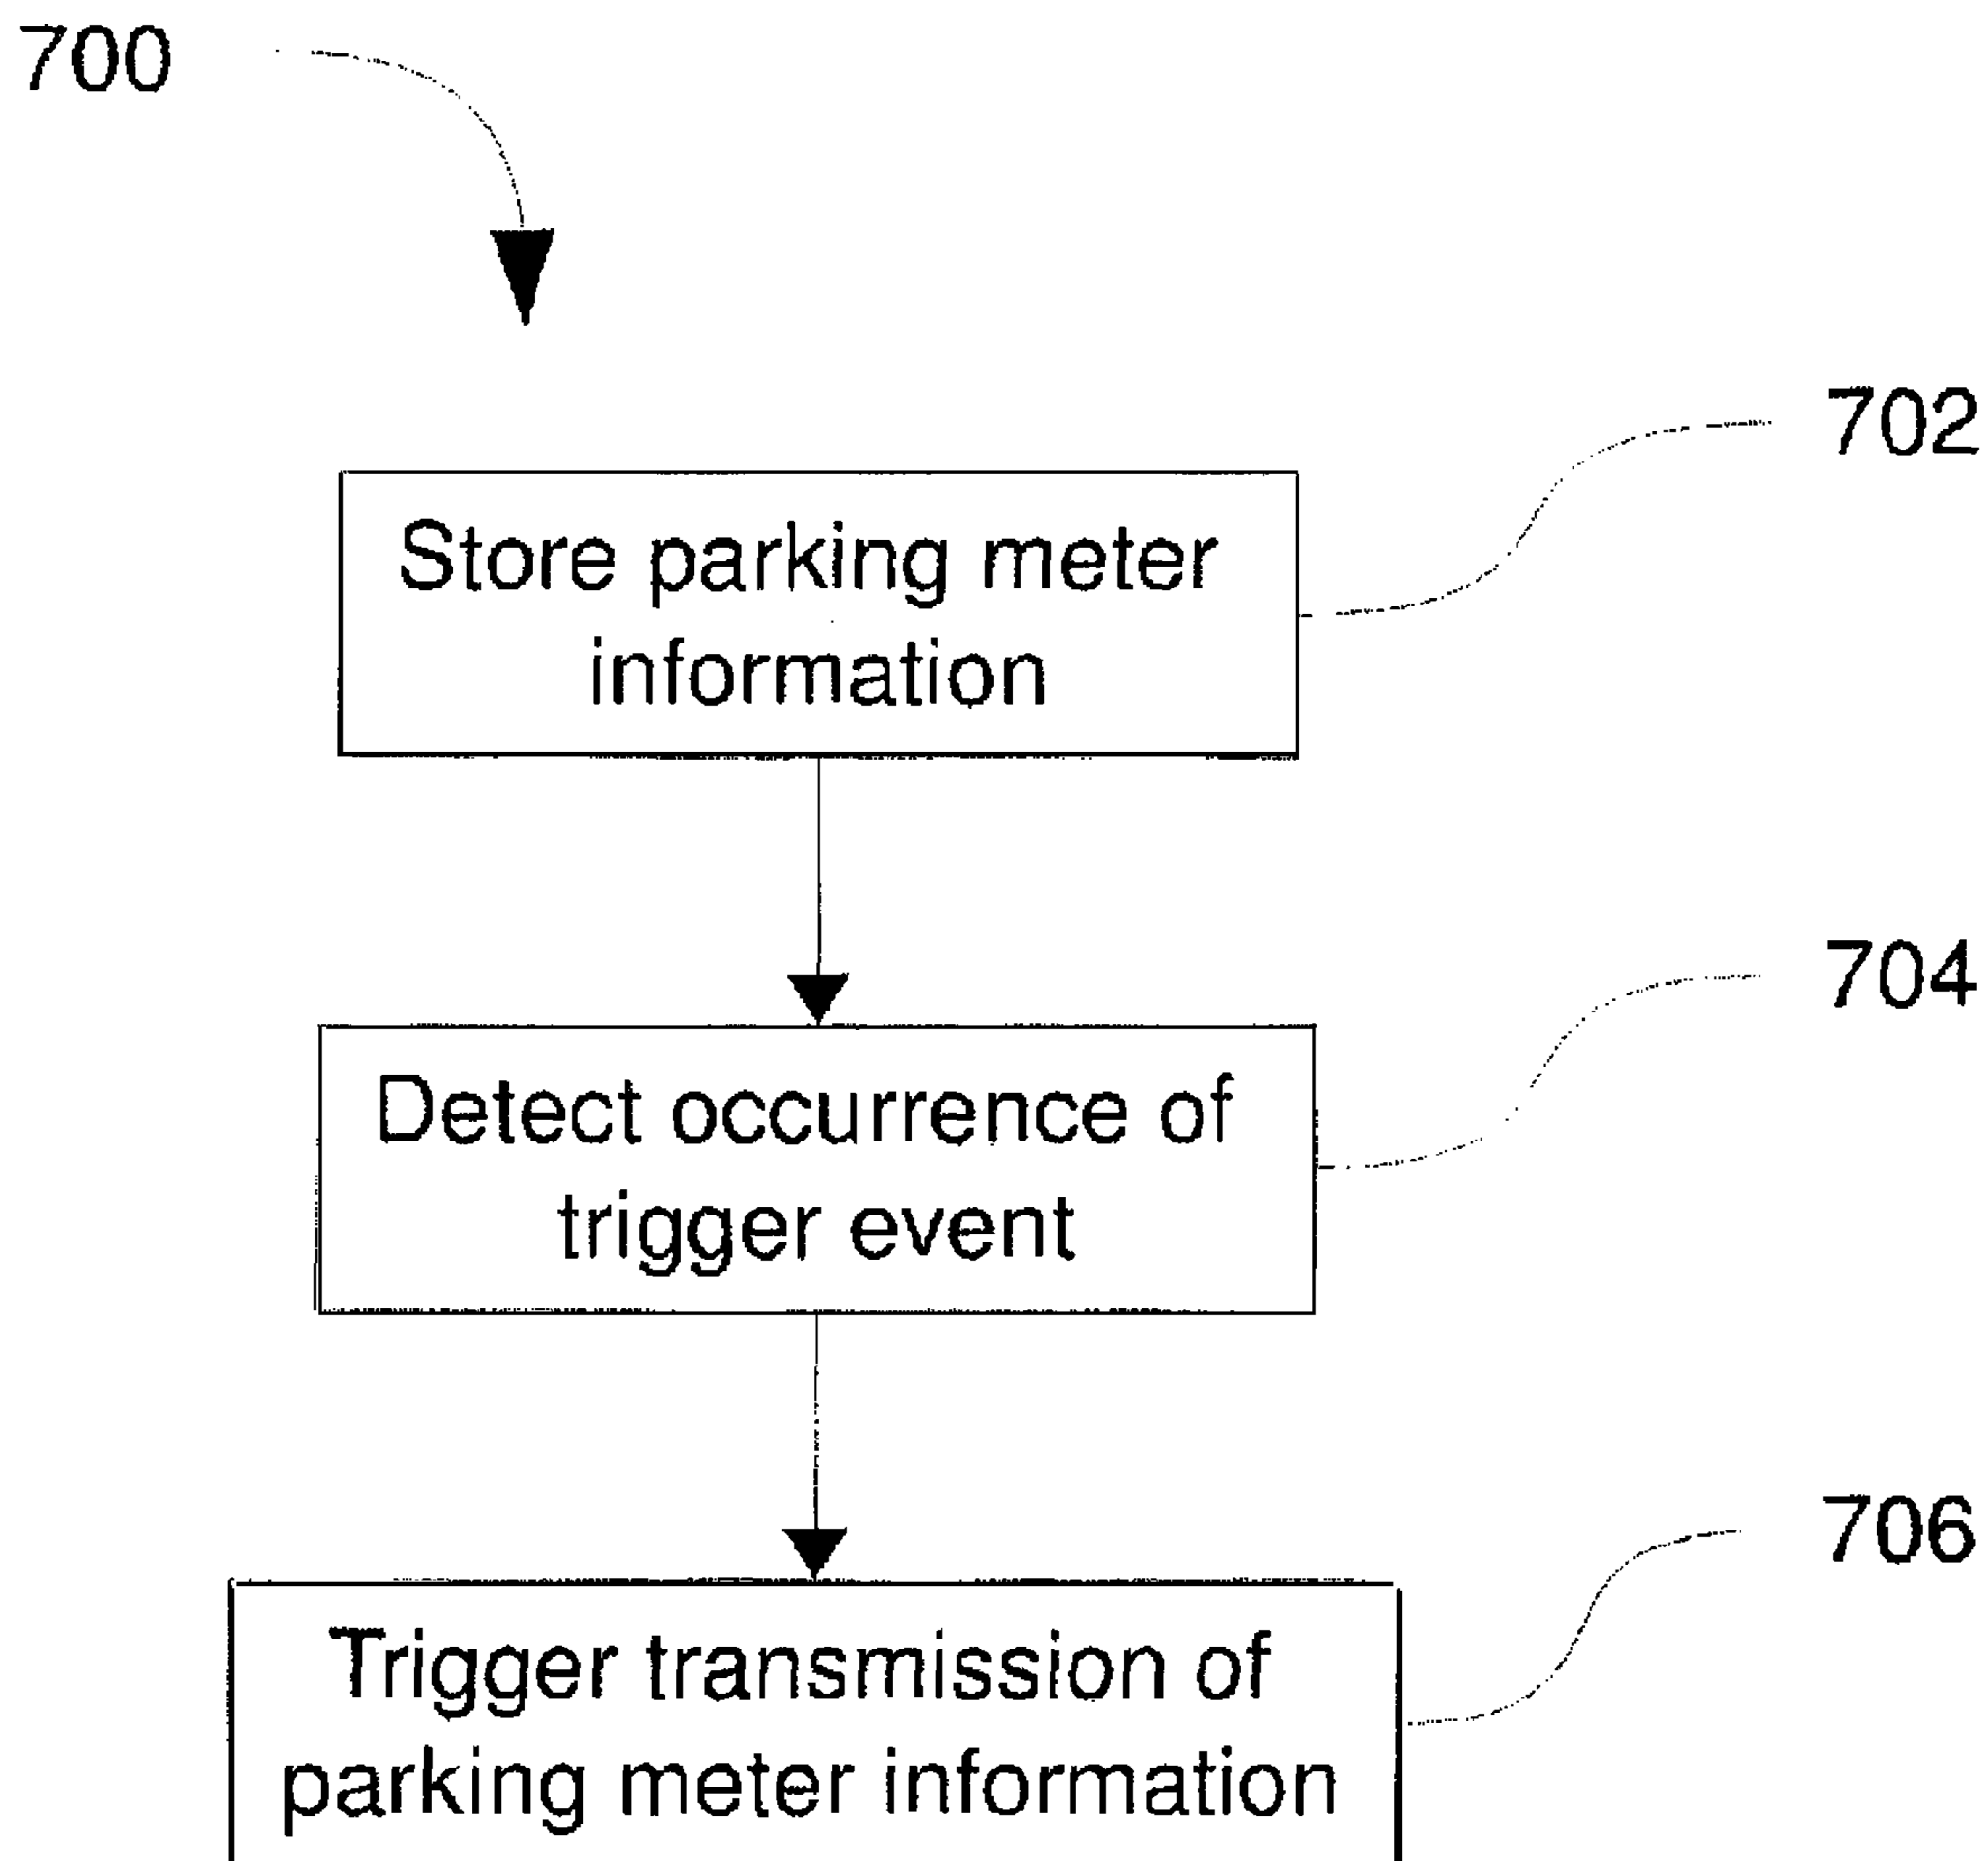 700
702
Store parking meter
information
704
Detect occurrence of
trigger event
706
Trigger transmission of
parking meter information